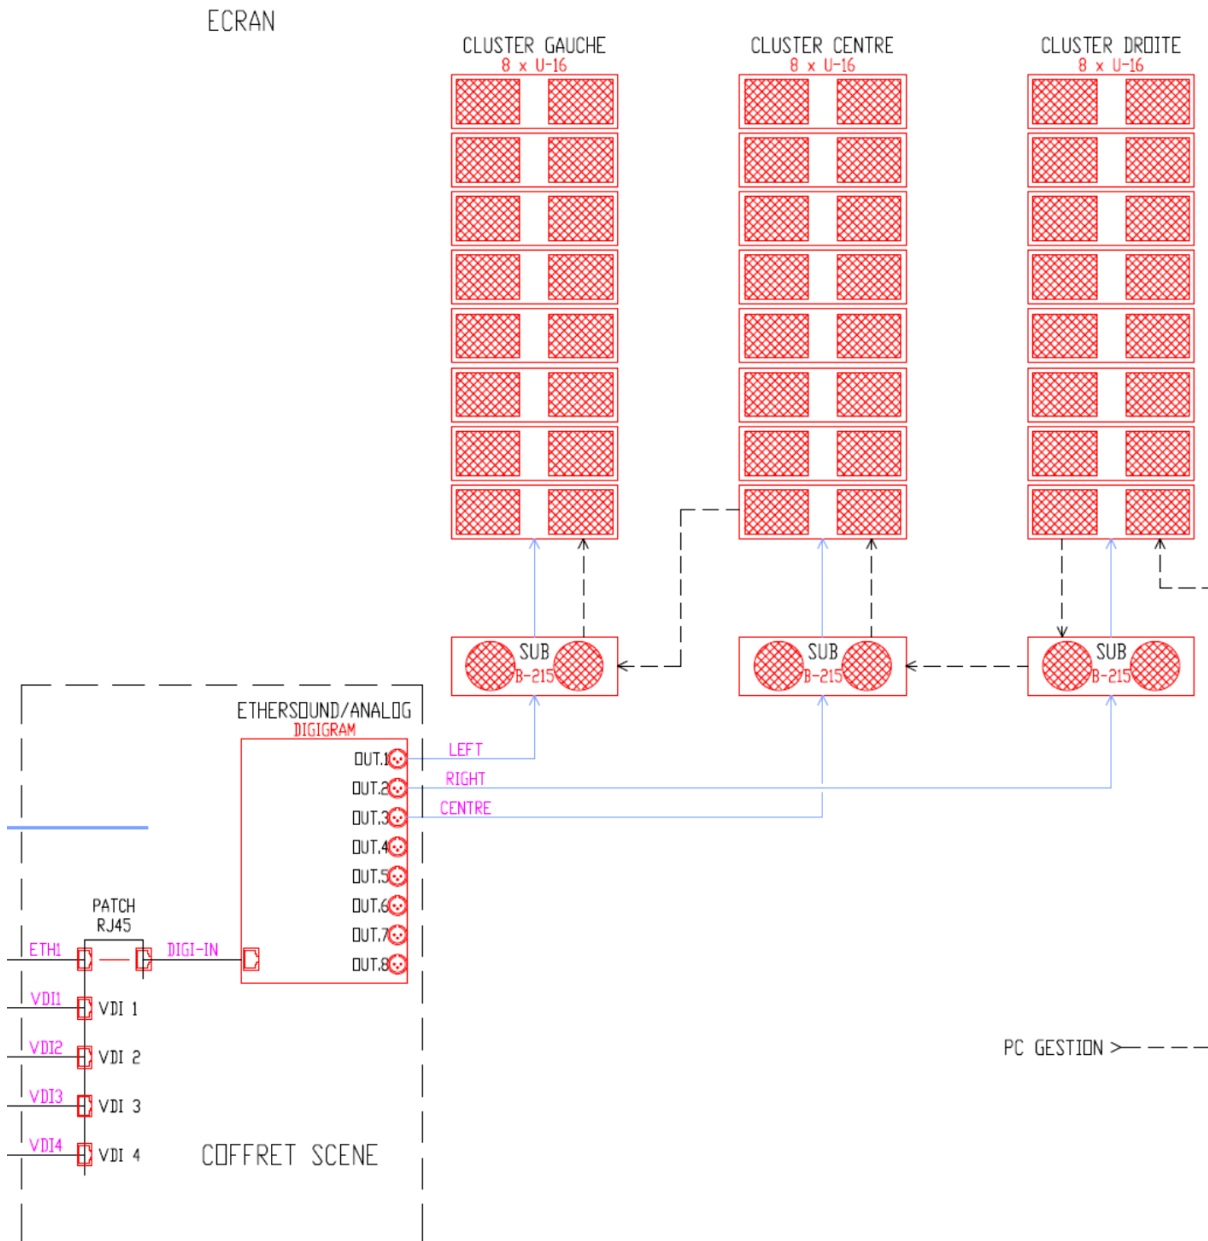 ECRAN
CLUSTER GAUCHE
8 x U-16
CLUSTER CENTRE
8 x U-16
CLUSTER DROITE
8 x U-16
SUB
B-215
SUB
B-215
SUB
B-215
ETHERSOUND/ANALOG
DIGIGRAM
OUT.1
LEFT
OUT.2
RIGHT
OUT.3
CENTRE
OUT.4
OUT.5
OUT.6
OUT.7
OUT.8
PATCH
RJ45
ETH1
DIGI-IN
VDI1
VDI 1
VDI2
VDI 2
VDI3
VDI 3
VDI4
VDI 4
COFFRET SCENE
PC GESTION